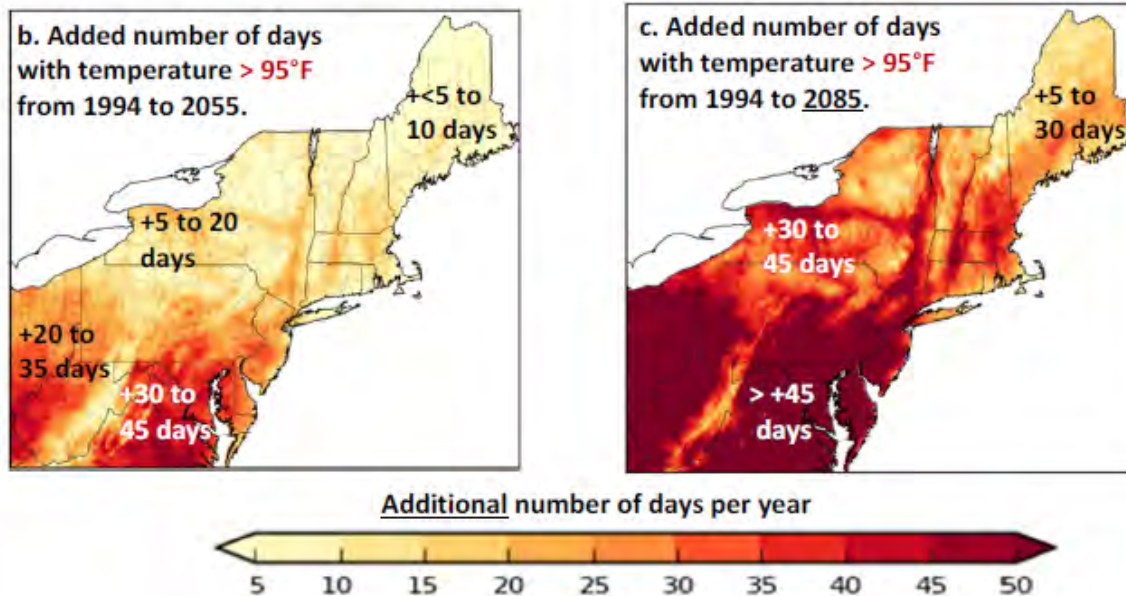 b. Added number of days
with temperature > 95°F
from 1994 to 2055.
+<5 to
10 days
+5 to 20
days
+20 to
35 days
+30 to
45 days
c. Added number of days
with temperature > 95°F
from 1994 to 2085.
+5 to
30 days
+30 to
45 days
> +45
days
Additional number of days per year
5 10 15 20 25 30 35 40 45 50